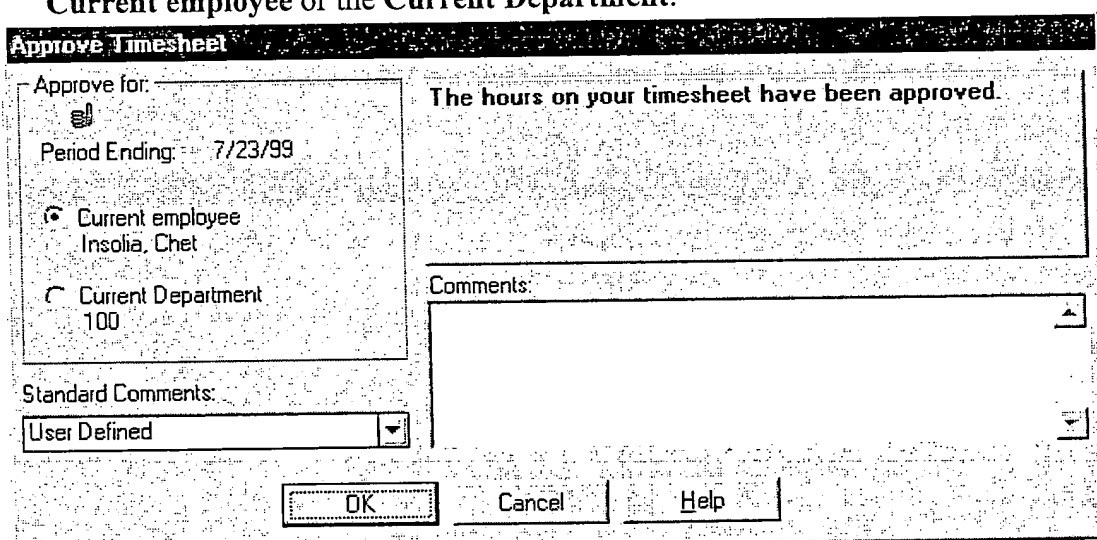 Current employee or the Current Department.
Approve Timesheet
Approve for:
Period Ending: 7/23/99
Current employee
Insolia, Chet
Current Department
100
Standard Comments:
User Defined
The hours on your timesheet have been approved.
Comments:
OK Cancel Help